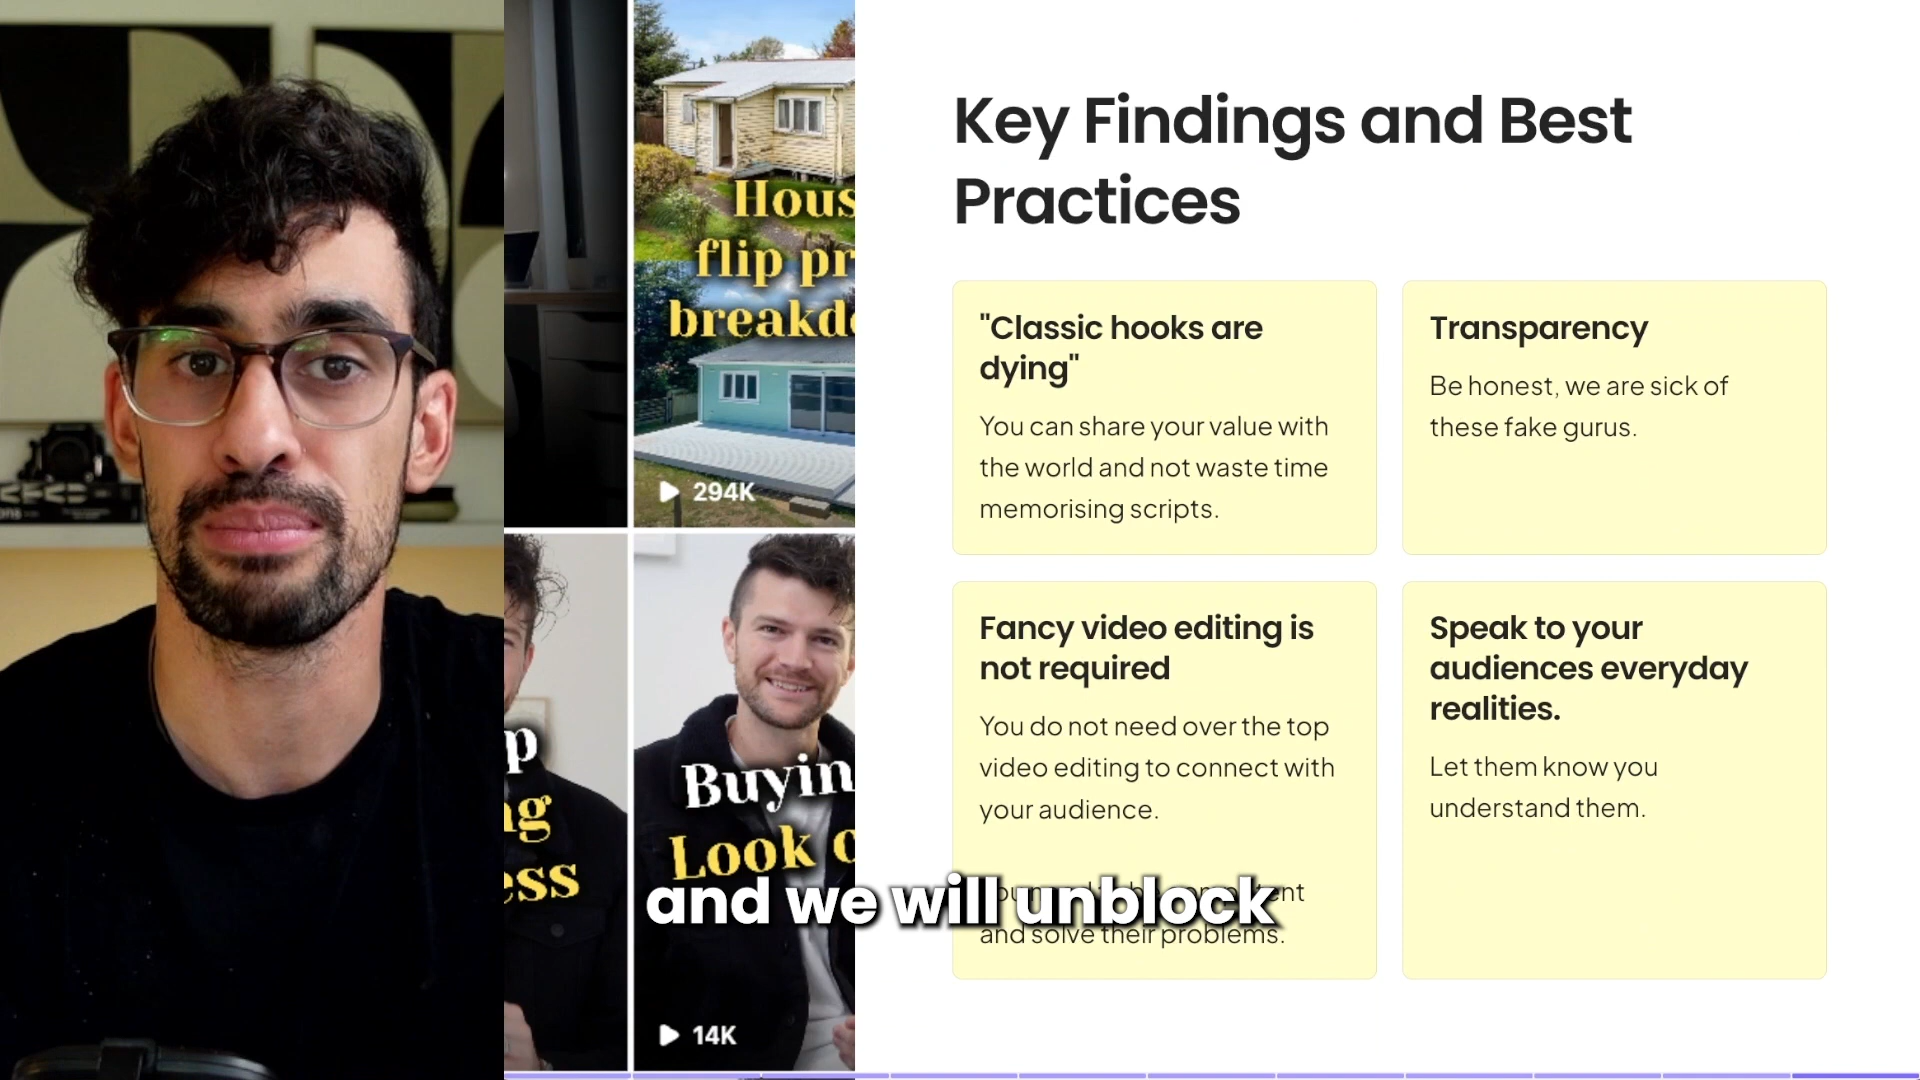 Hous
flip pr
breakd
294K
p
ng
ess
Buyin
Look o
14K
Key Findings and Best
Practices
"Classic hooks are
dying"
You can share your value with
the world and not waste time
memorising scripts.
Transparency
Be honest, we are sick of
these fake gurus.
Fancy video editing is
not required
You do not need over the top
video editing to connect with
your audience.
and solve their problems.
Speak to your
audiences everyday
realities.
Let them know you
understand them.
and we will unblock